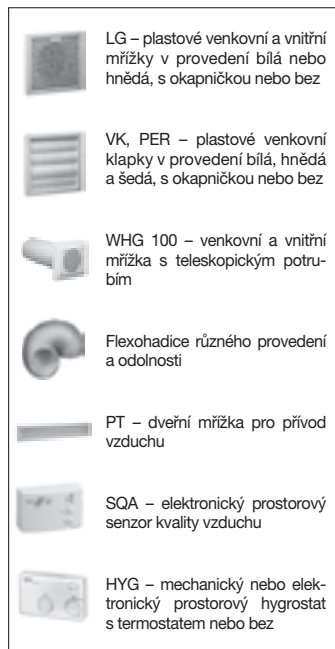 LG – plastové venkovní a vnitřní
mřížky v provedení bílá nebo
hnědá, s okapničkou nebo bez
VK, PER – plastové venkovní
klapky v provedení bílá, hnědá
a šedá, s okapničkou nebo bez
WHG 100 – venkovní a vnitřní
mřížka s teleskopickým potru-
bím
Flexohadice různého provedení
a odolnosti
PT – dveřní mřížka pro přívod
vzduchu
SQA – elektronický prostorový
senzor kvality vzduchu
HYG – mechanický nebo elek-
tronický prostorový hygrostat
s termostatem nebo bez